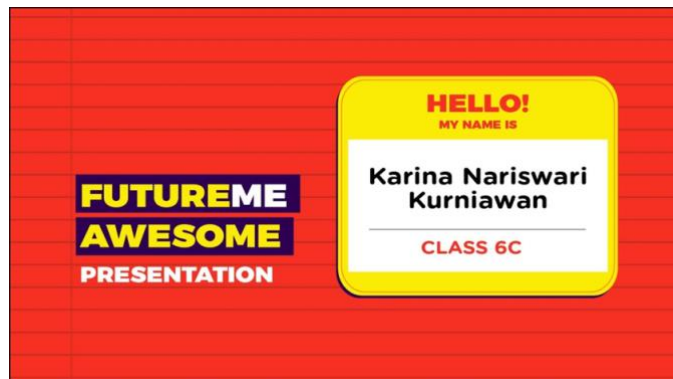 FUTUREME
AWESOME
PRESENTATION
HELLO!
MY NAME IS
Karina Nariswari
Kurniawan
CLASS 6C